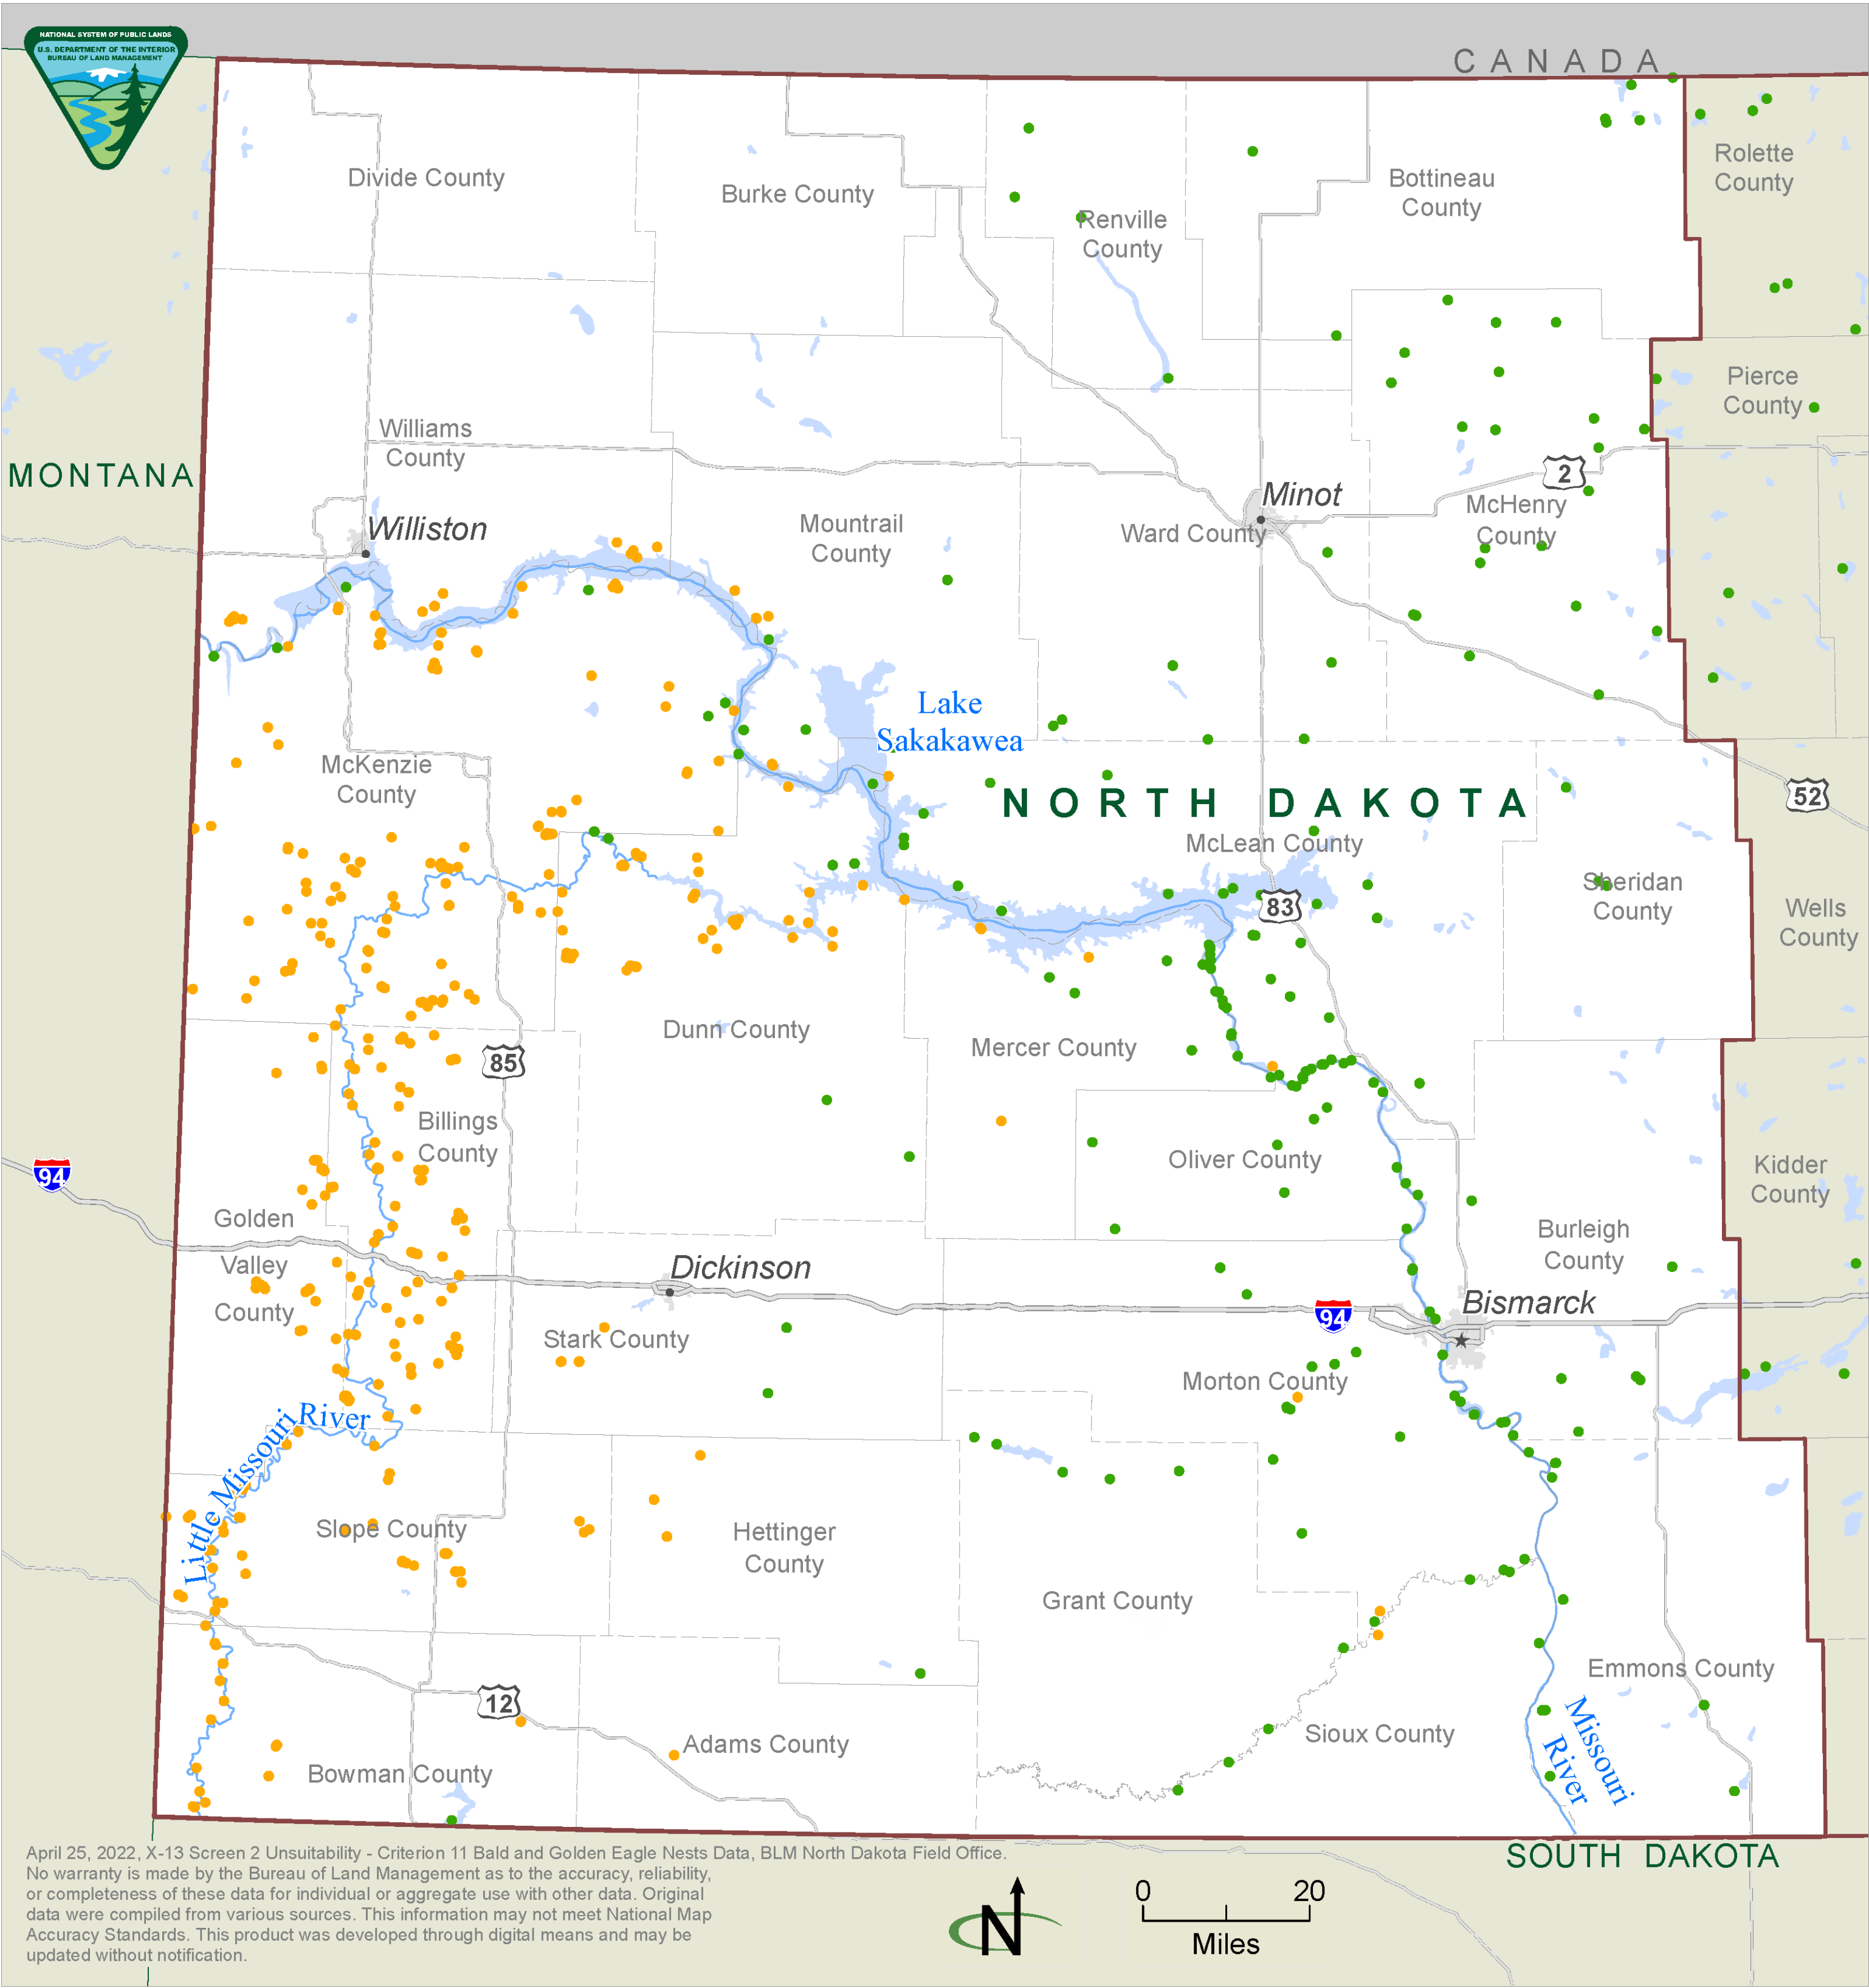 NATIONAL SYSTEM OF PUBLIC LANDS
U.S. DEPARTMENT OF THE INTERIOR
BUREAU OF LAND MANAGEMENT
CANADA
Divide County
Burke County
Renville
County
Bottineau
County
Rolette
County
Pierce
County
Williams
County
MONTANA
Williston
Mountrail
County
Minot
Ward County
2
McHenry
County
Lake
Sakakawea
McKenzie
County
NORTH DAKOTA
52
McLean County
83
Sheridan
County
Wells
County
Dunn County
Mercer County
85
Billings
County
94
Oliver County
Kidder
County
Golden
Valley
County
Burleigh
County
Dickinson
Bismarck
94
Stark County
Morton County
Little Missouri River
Slope County
Hettinger
County
Grant County
Emmons County
12
Adams County
Sioux County
Missouri
River
Bowman County
SOUTH DAKOTA
April 25, 2022, X-13 Screen 2 Unsuitability - Criterion 11 Bald and Golden Eagle Nests Data, BLM North Dakota Field Office.
No warranty is made by the Bureau of Land Management as to the accuracy, reliability,
or completeness of these data for individual or aggregate use with other data. Original
data were compiled from various sources. This information may not meet National Map
Accuracy Standards. This product was developed through digital means and may be
updated without notification.
N
0 20
Miles